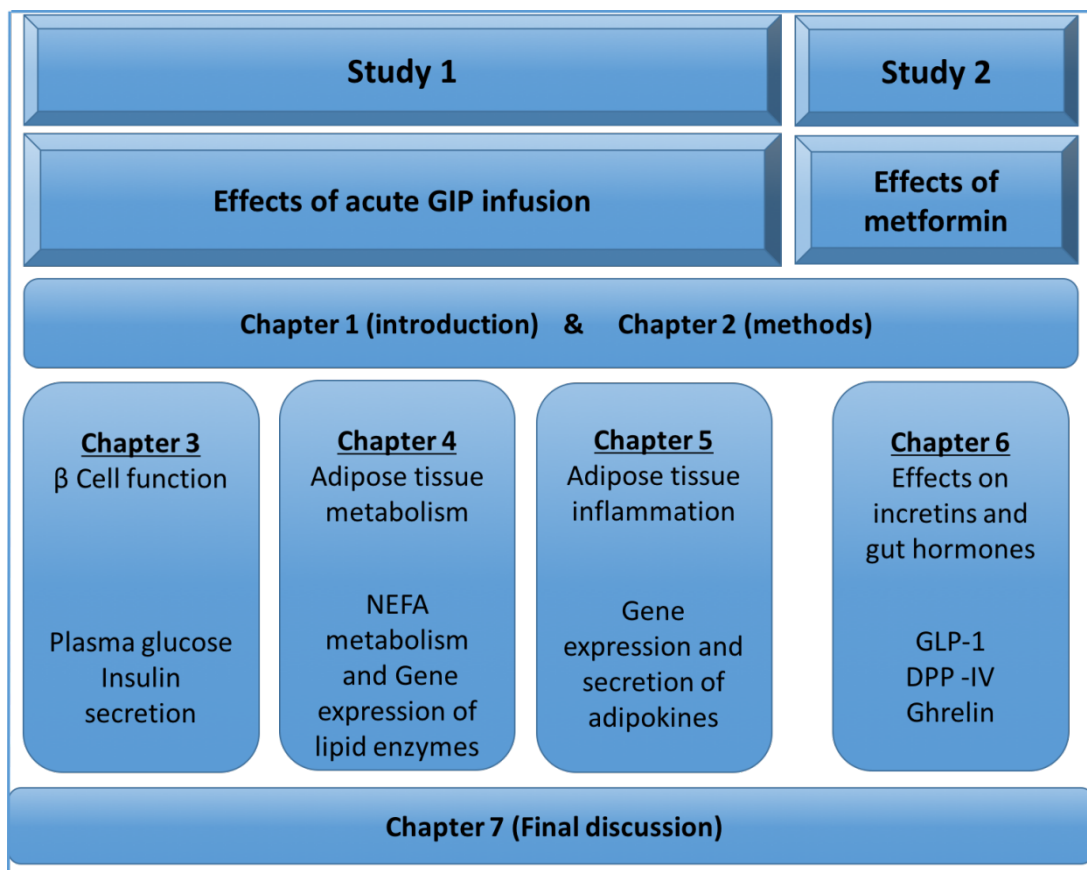 Study 1
Study 2
Effects of acute GIP infusion
Effects of
metformin
Chapter 1 (introduction) & Chapter 2 (methods)
Chapter 3
β Cell function
Plasma glucose
Insulin
secretion
Chapter 4
Adipose tissue
metabolism
NEFA
metabolism
and Gene
expression of
lipid enzymes
Chapter 5
Adipose tissue
inflammation
Gene
expression and
secretion of
adipokines
Chapter 6
Effects on
incretins and
gut hormones
GLP-1
DPP -IV
Ghrelin
Chapter 7 (Final discussion)